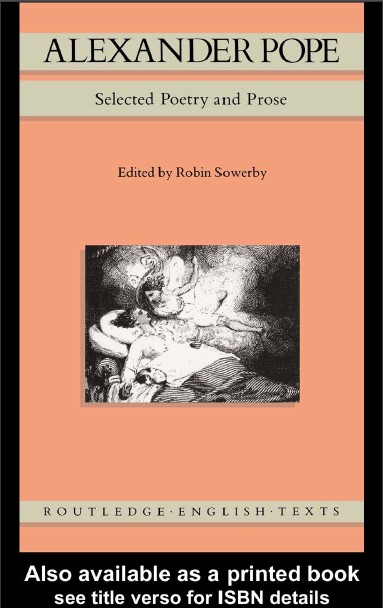 ALEXANDER POPE
Selected Poetry and Prose
Edited by Robin Sowerby
ROUTLEDGE·ENGLISH·TEXTS
Also available as a printed book
see title verso for ISBN details